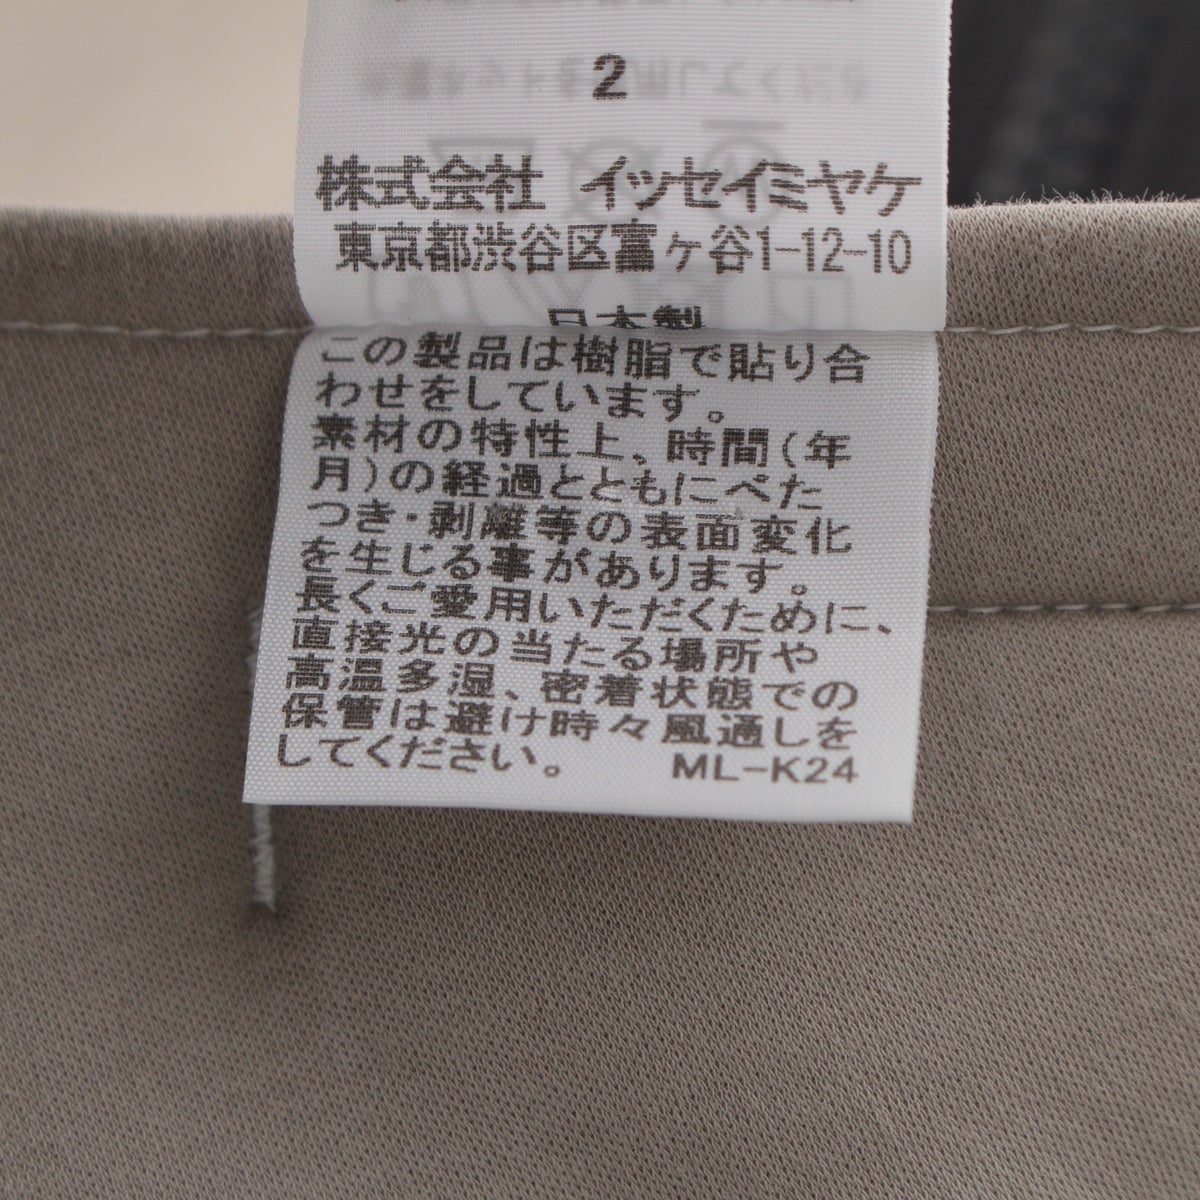 2
株式会社 イッセイミヤケ
東京都渋谷区富ヶ谷1-12-10
日本製
この製品は樹脂で貼り合
わせをしています。
素材の特性上、時間(年
月)の経過とともにべた
つき・剥離等の表面変化
を生じる事があります。
長くご愛用いただくために、
直接光の当たる場所や
高温多湿、密着状態での
保管は避け時々風通しを
してください。 ML-K24